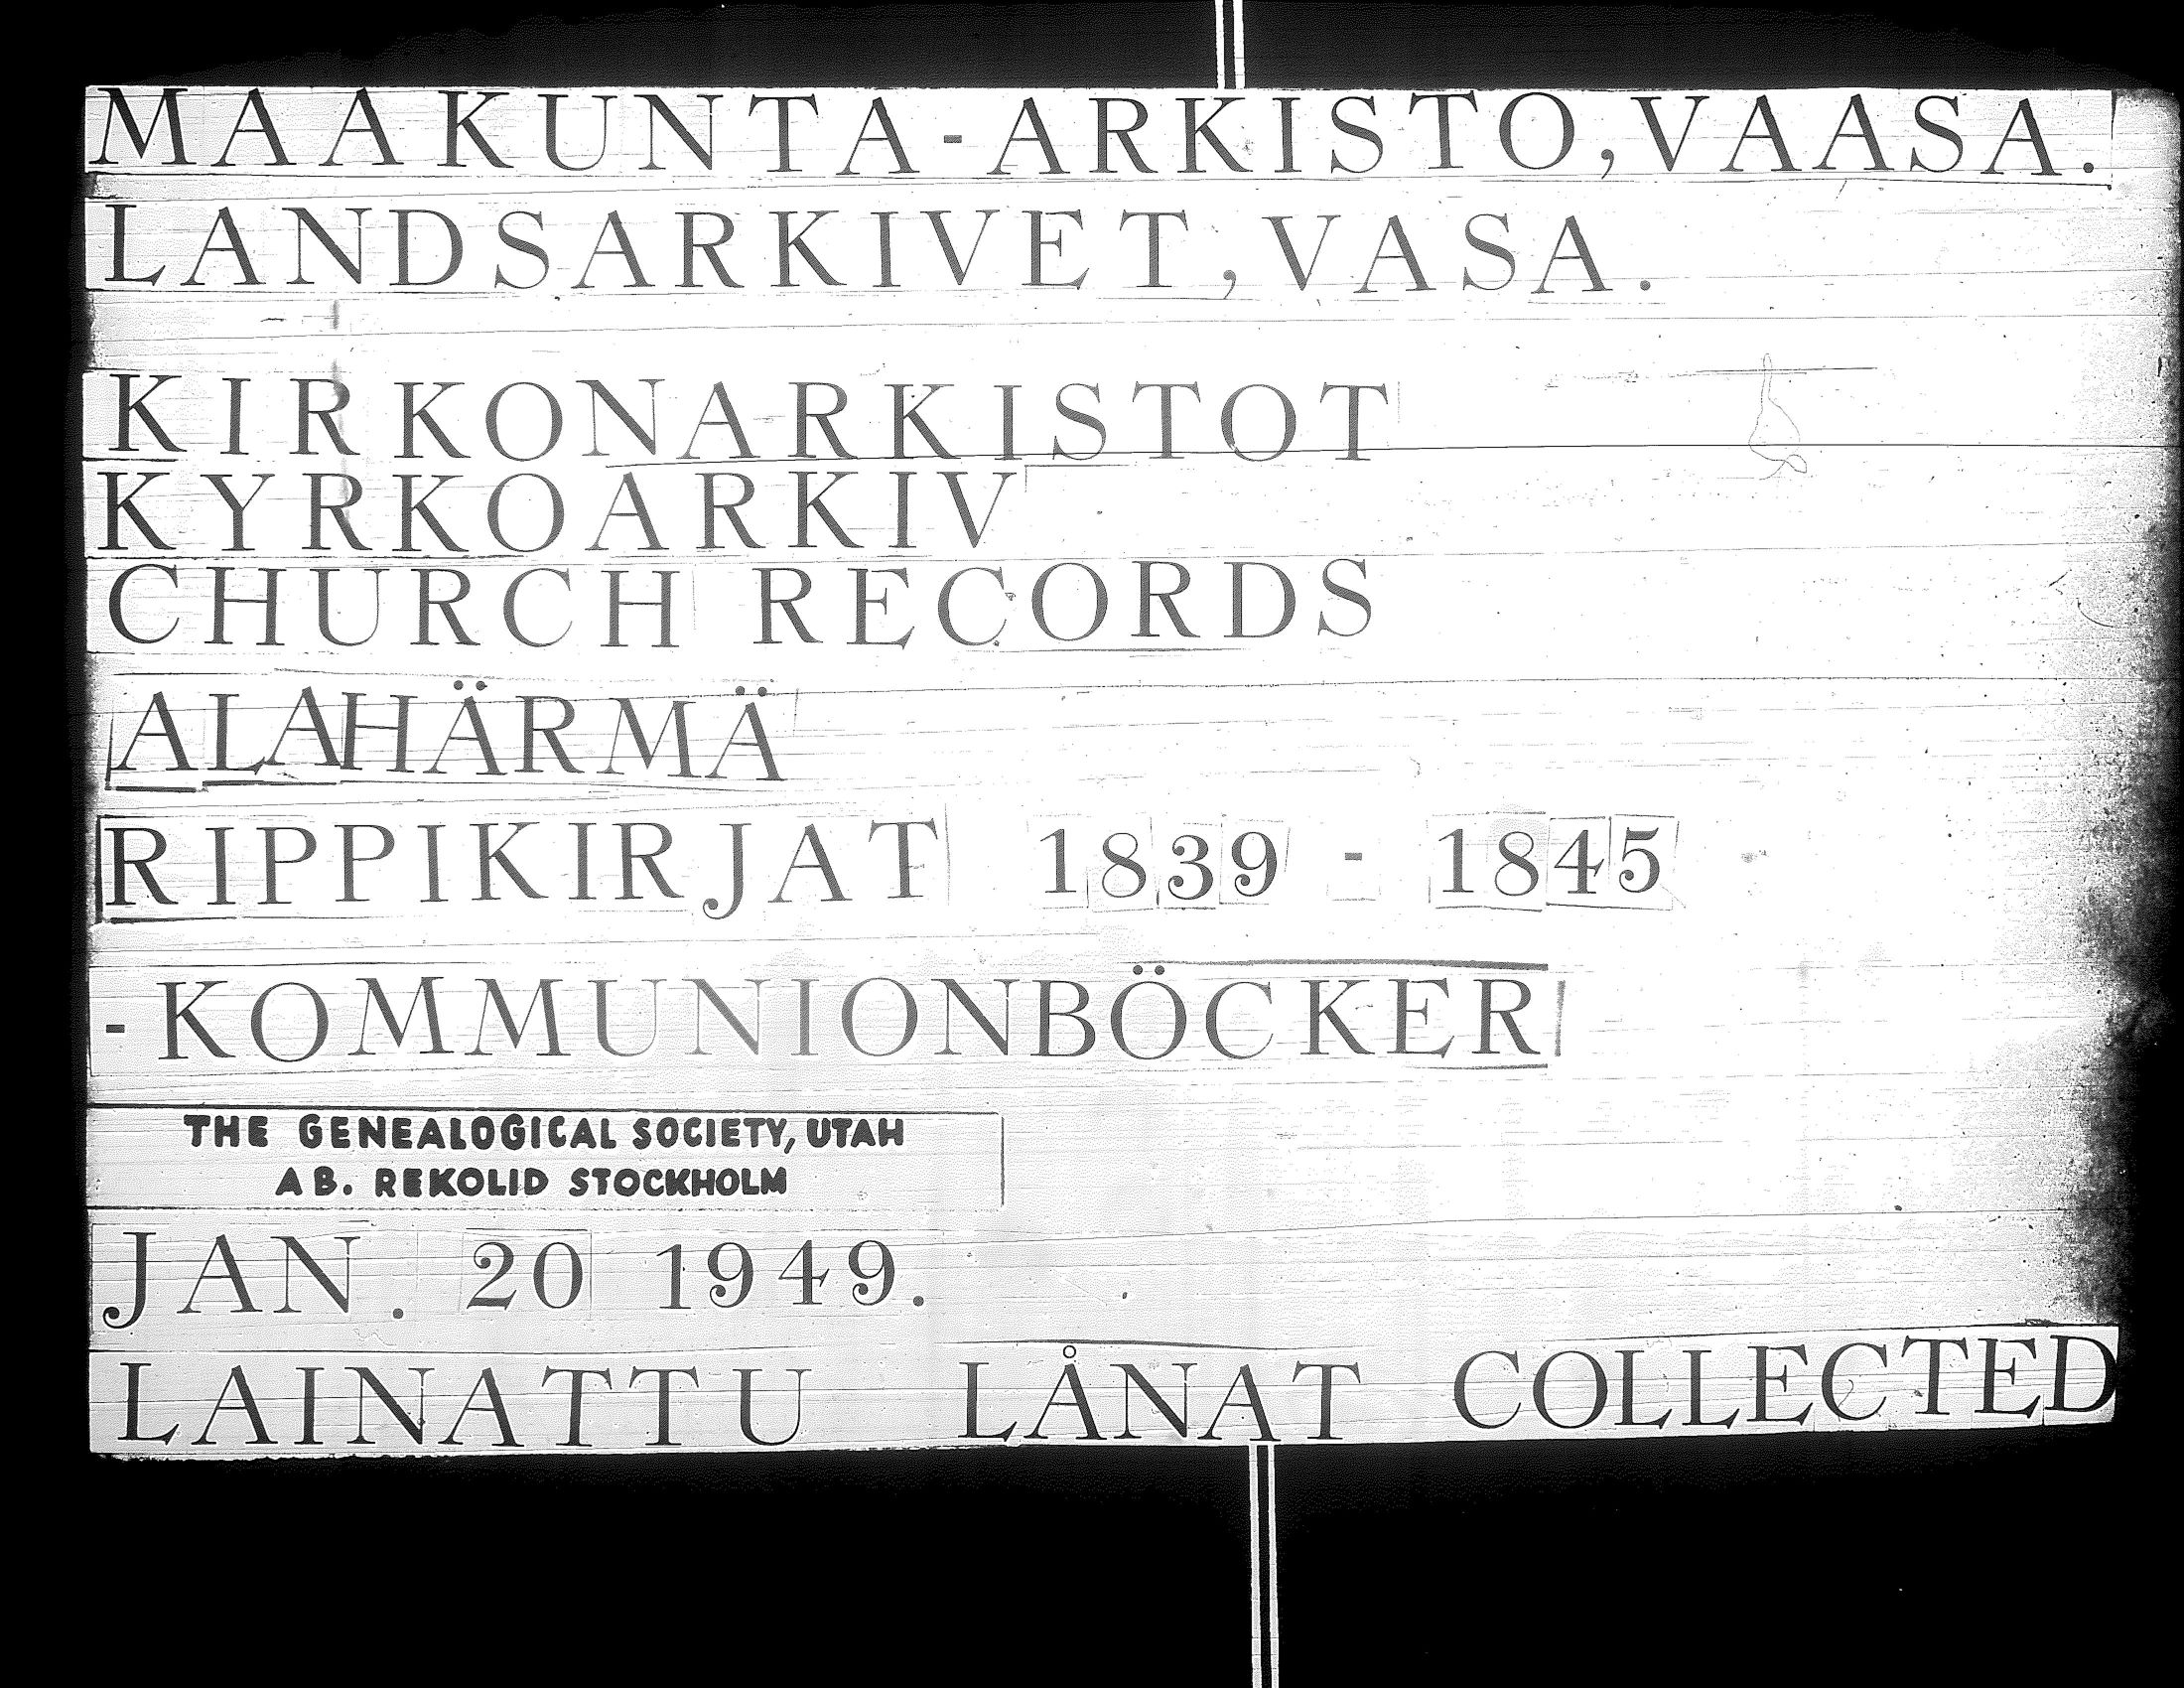 MAAKUNTA-ARKISTO, VAASA.
LANDSARKIVET, VASA.
KIRKONARKISTOT
KYRKOARKIV
CHURCH RECORDS
ALAHÄRMÄ
RIPPIKIRJAT 1839 - 1845
-KOMMUNIONBÖCKER
THE GENEALOGICAL SOCIETY, UTAH
AB. REKOLID STOCKHOLM
JAN. 20 1949.
LAINATTU LÅNAT COLLECTED